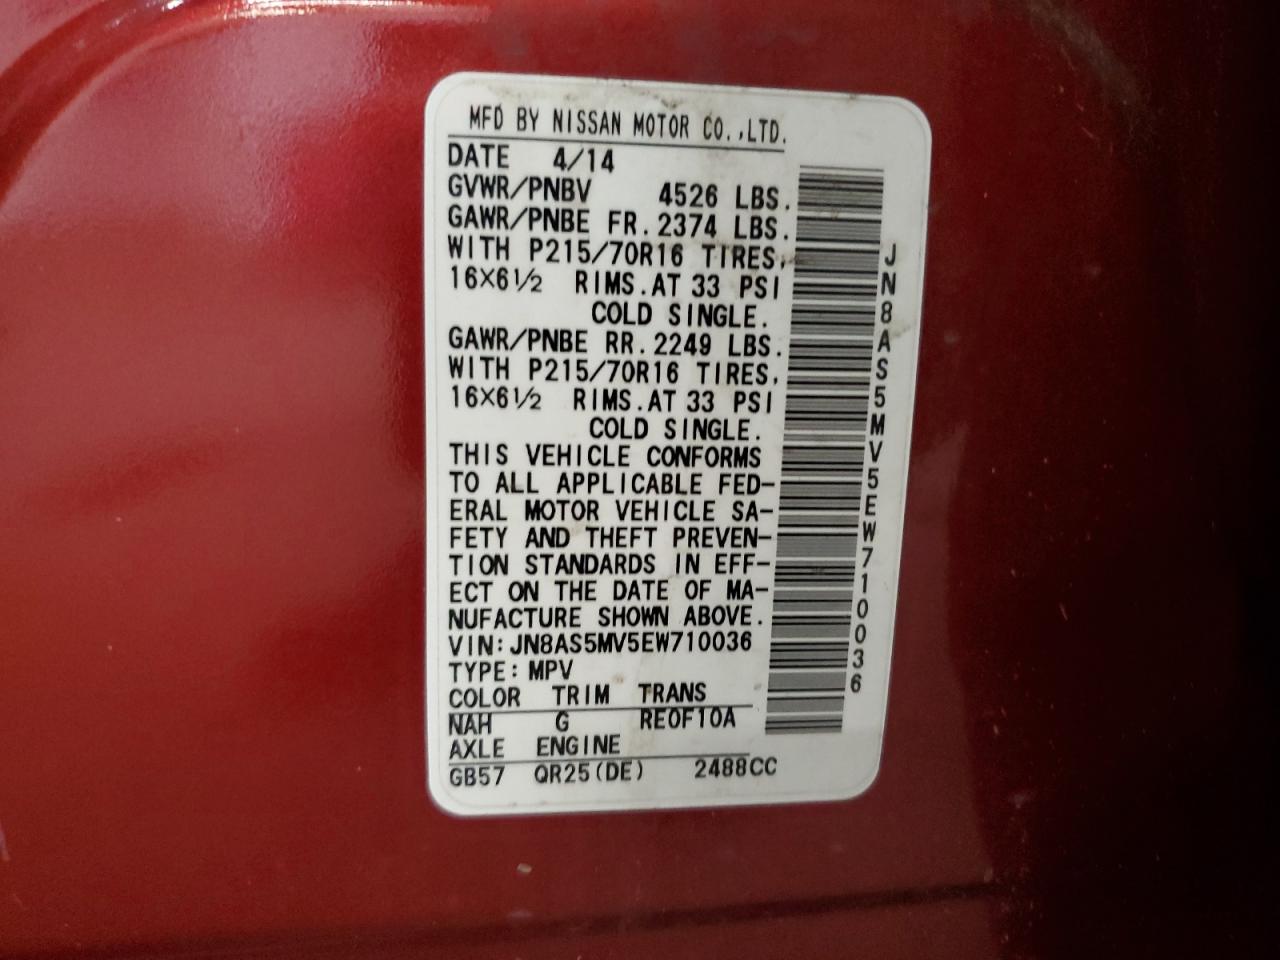 MFD BY NISSAN MOTOR CO.,LTD.
DATE 4/14
GVWR/PNBV 4526 LBS.
GAWR/PNBE FR. 2374 LBS.
WITH P215/70R16 TIRES,
16X6 1/2 RIMS. AT 33 PSI
COLD SINGLE.
GAWR/PNBE RR. 2249 LBS.
WITH P215/70R16 TIRES,
16X6 1/2 RIMS. AT 33 PSI
COLD SINGLE.
THIS VEHICLE CONFORMS
TO ALL APPLICABLE FED-
ERAL MOTOR VEHICLE SA-
FETY AND THEFT PREVEN-
TION STANDARDS IN EFF-
ECT ON THE DATE OF MA-
NUFACTURE SHOWN ABOVE.
VIN: JN8AS5MV5EW710036
TYPE: MPV
COLOR TRIM TRANS
NAH G RE0F10A
AXLE ENGINE
GB57 QR25(DE) 2488CC
JN8AS5MV5EW710036